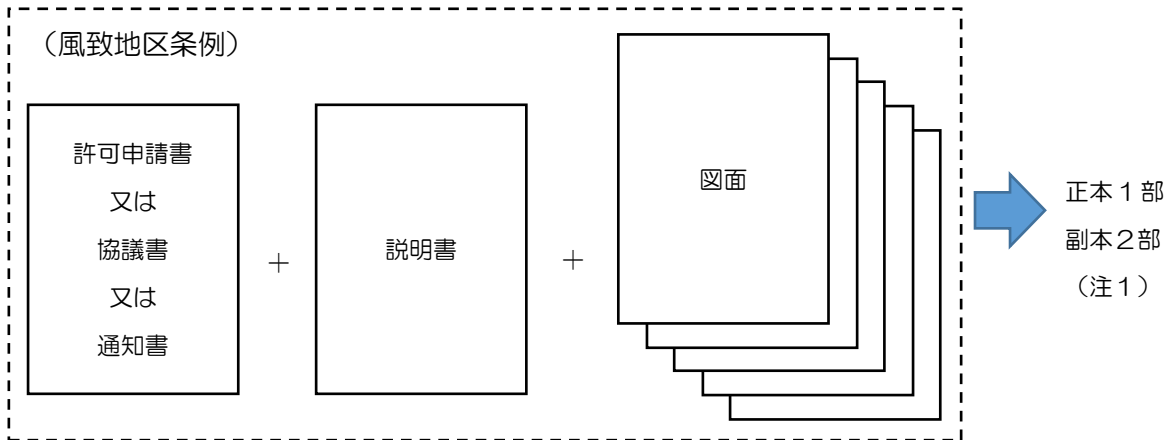 （風致地区条例）
許可申請書
又は
協議書
又は
通知書
＋
説明書
＋
図面
正本１部
副本２部
（注１）